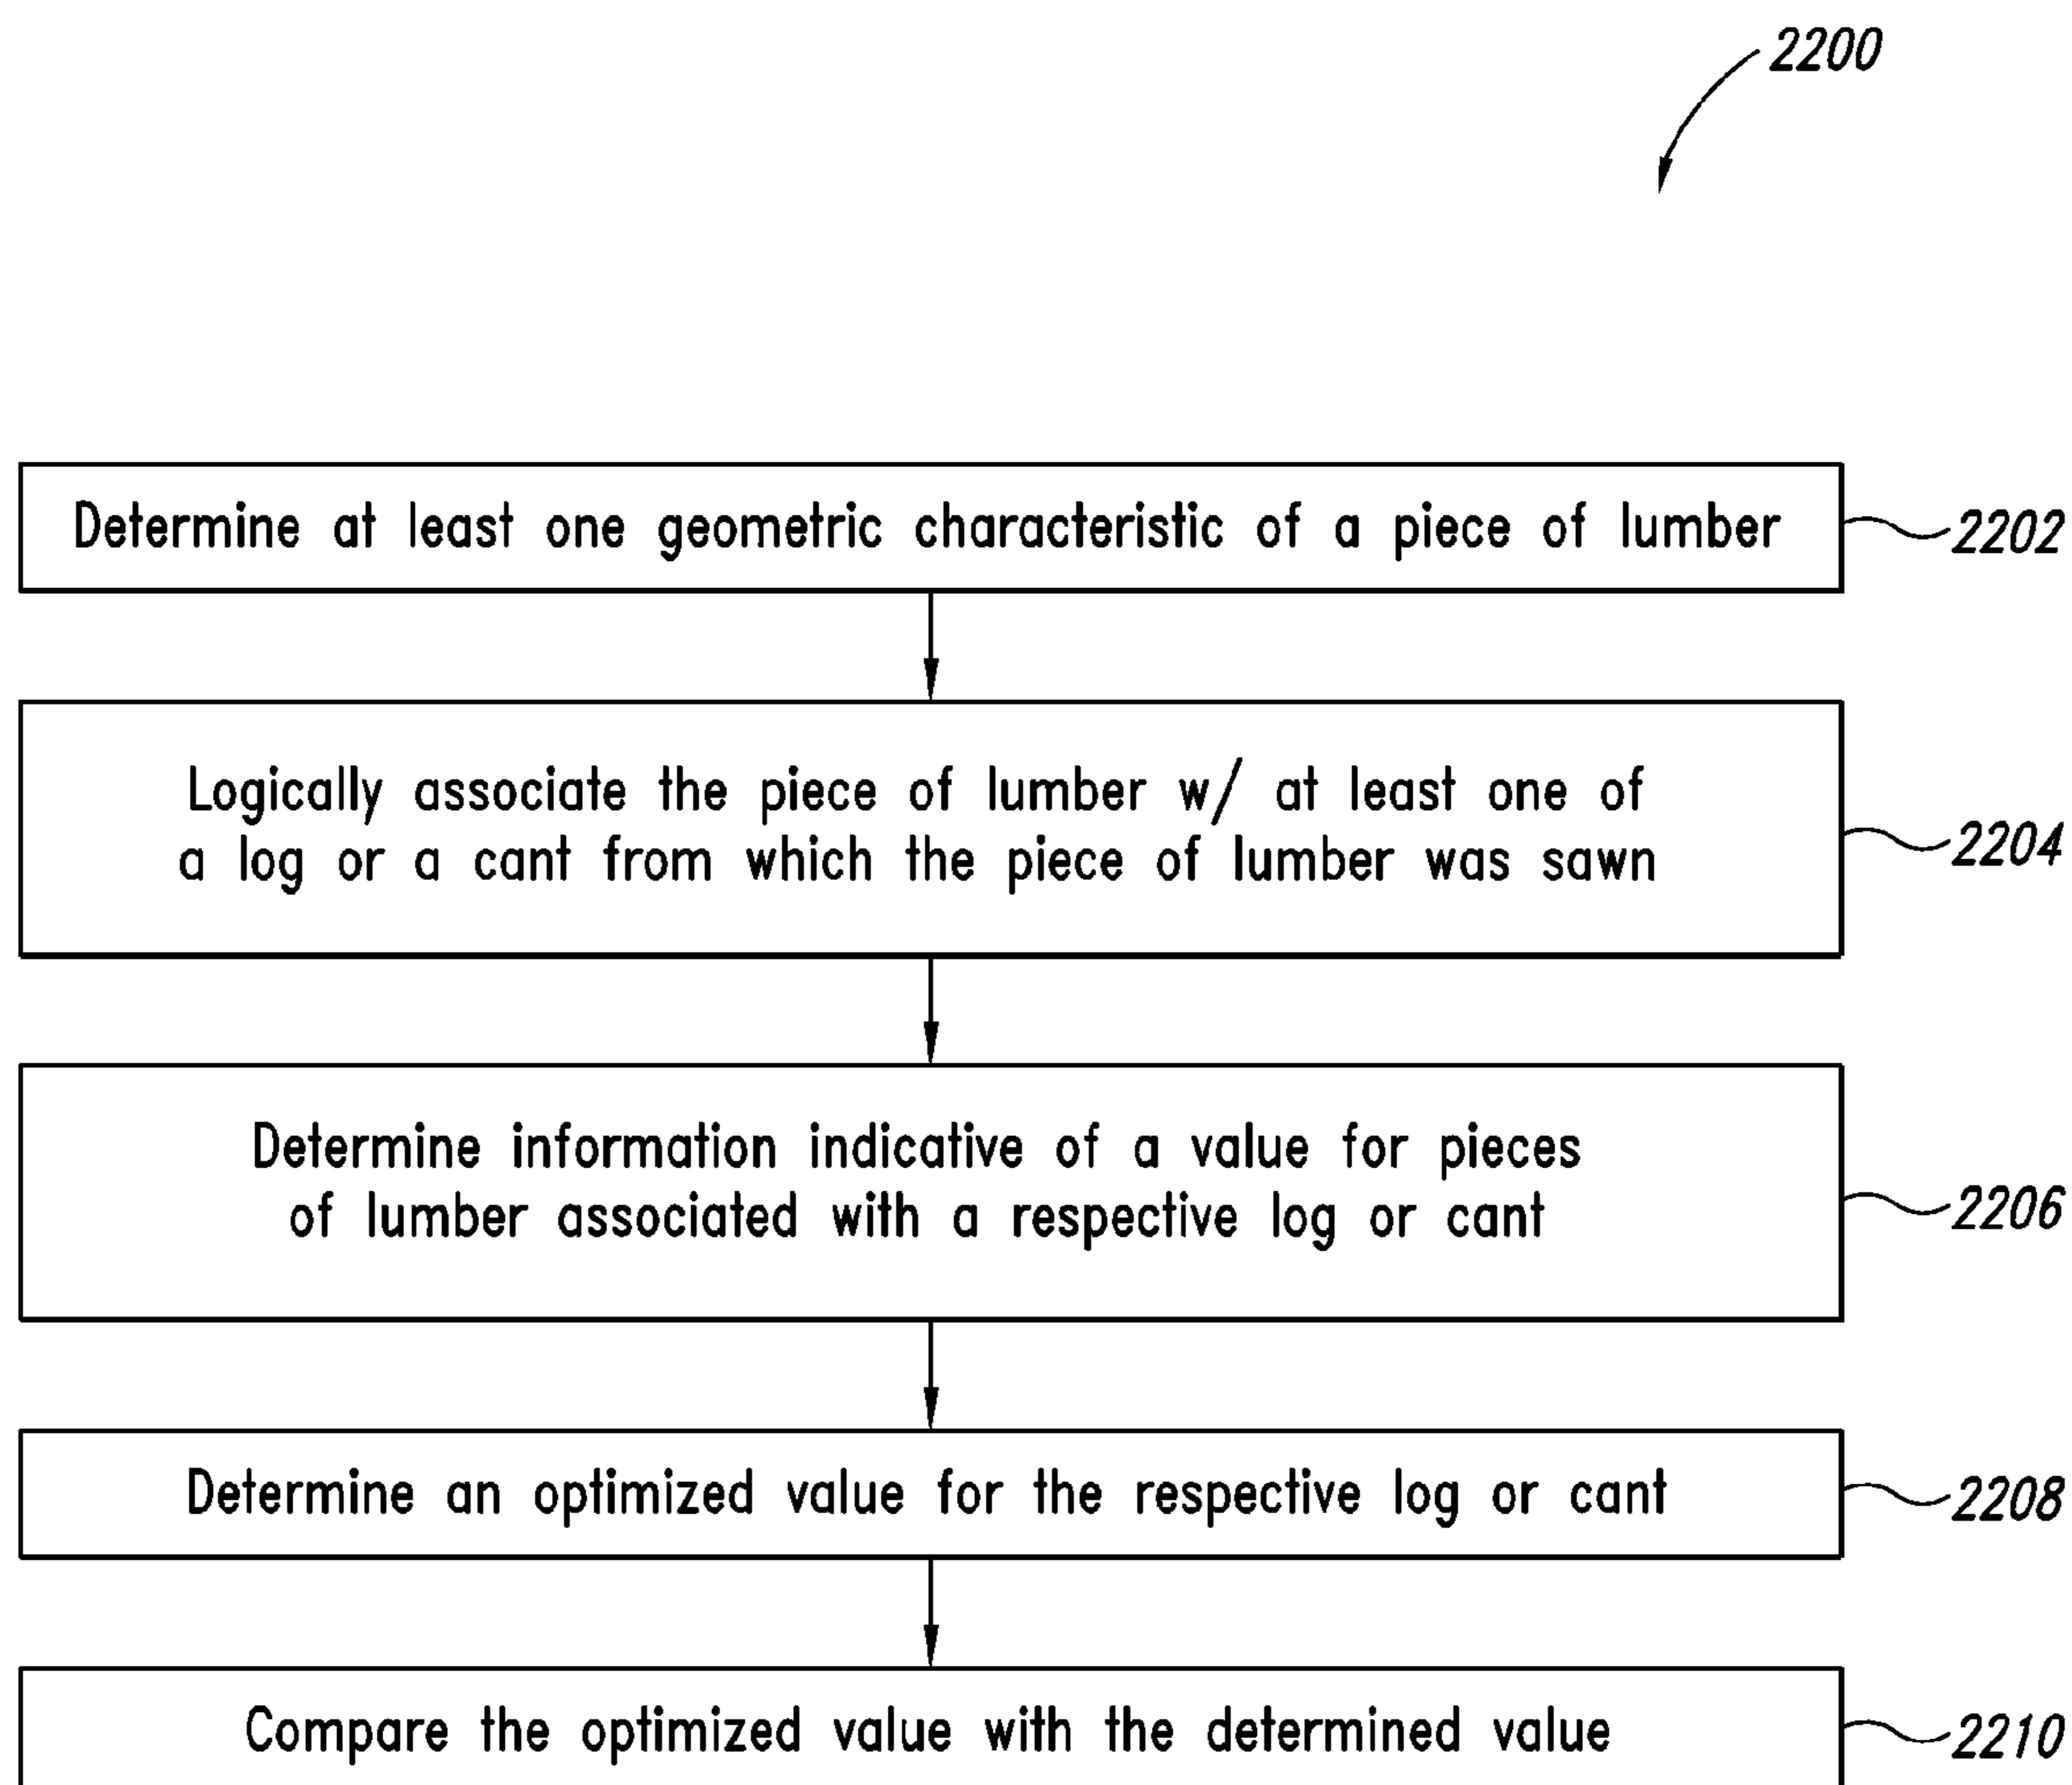 2200
Determine at least one geometric characteristic of a piece of lumber
2202
Logically associate the piece of lumber w/ at least one of
a log or a cant from which the piece of lumber was sawn
2204
Determine information indicative of a value for pieces
of lumber associated with a respective log or cant
2206
Determine an optimized value for the respective log or cant
2208
Compare the optimized value with the determined value
2210